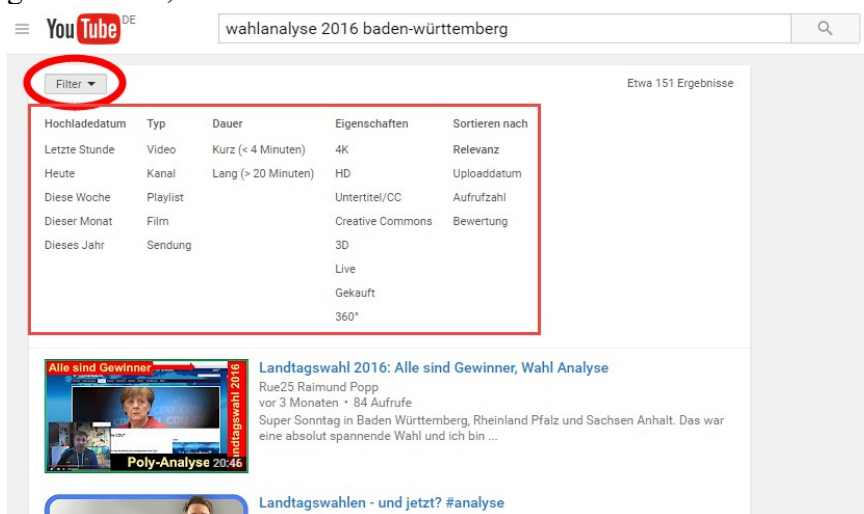 You Tube DE
wahlanalyse 2016 baden-württemberg
Filter
Etwa 151 Ergebnisse
Hochladedatum Typ Dauer Eigenschaften Sortieren nach
Letzte Stunde Video Kurz (< 4 Minuten) 4K Relevanz
Heute Kanal Lang (> 20 Minuten) HD Uploaddatum
Diese Woche Playlist Untertitel/CC Aufrufzahl
Dieser Monat Film Creative Commons Bewertung
Dieses Jahr Sendung 3D
Live
Gekauft
360°
Alle sind Gewinner
Landtagswahl 2016
Poly-Analyse 20:46
Landtagswahl 2016: Alle sind Gewinner, Wahl Analyse
Rue25 Raimund Popp
vor 3 Monaten • 84 Aufrufe
Super Sonntag in Baden Württemberg, Rheinland Pfalz und Sachsen Anhalt. Das war
eine absolut spannende Wahl und ich bin ...
Landtagswahlen - und jetzt? #analyse